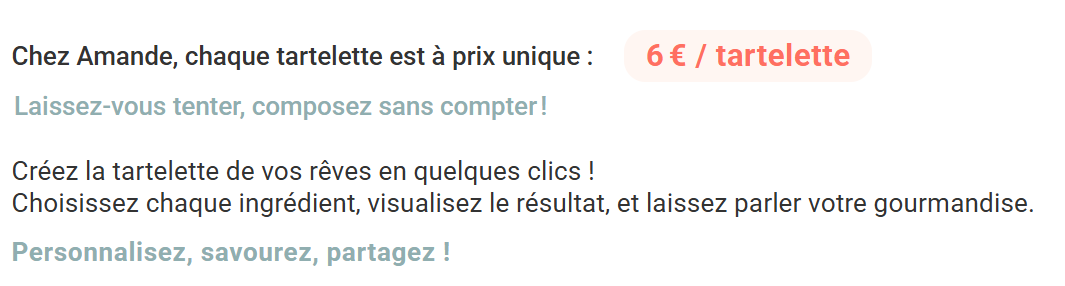 Chez Amande, chaque tartelette est à prix unique : 6 € / tartelette
Laissez-vous tenter, composez sans compter !
Créez la tartelette de vos rêves en quelques clics !
Choisissez chaque ingrédient, visualisez le résultat, et laissez parler votre gourmandise.
Personnalisez, savourez, partagez !